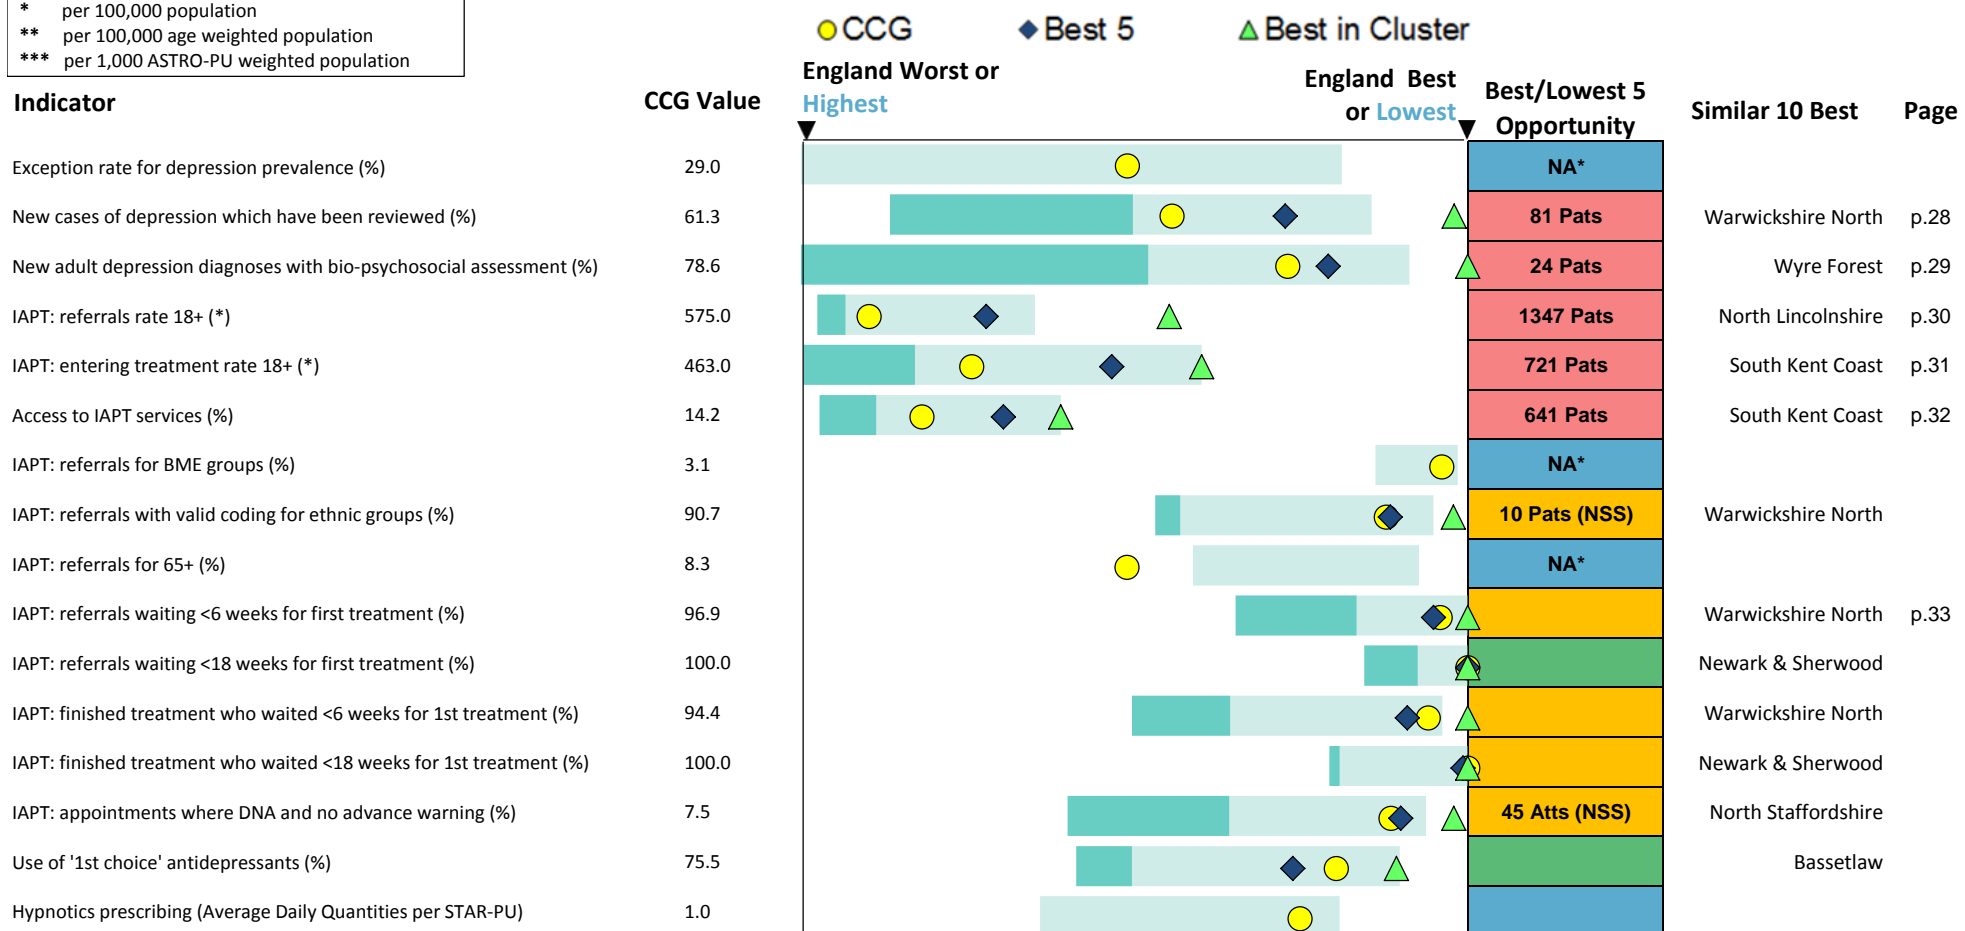 * per 100,000 population
** per 100,000 age weighted population
*** per 1,000 ASTRO-PU weighted population
CCG Best 5 Best in Cluster
Indicator CCG Value England Worst or Highest England Best or Lowest Best/Lowest 5 Opportunity Similar 10 Best Page
Exception rate for depression prevalence (%) 29.0 NA*
New cases of depression which have been reviewed (%) 61.3 81 Pats Warwickshire North p.28
New adult depression diagnoses with bio-psychosocial assessment (%) 78.6 24 Pats Wyre Forest p.29
IAPT: referrals rate 18+ (*) 575.0 1347 Pats North Lincolnshire p.30
IAPT: entering treatment rate 18+ (*) 463.0 721 Pats South Kent Coast p.31
Access to IAPT services (%) 14.2 641 Pats South Kent Coast p.32
IAPT: referrals for BME groups (%) 3.1 NA*
IAPT: referrals with valid coding for ethnic groups (%) 90.7 10 Pats (NSS) Warwickshire North
IAPT: referrals for 65+ (%) 8.3 NA*
IAPT: referrals waiting <6 weeks for first treatment (%) 96.9 Warwickshire North p.33
IAPT: referrals waiting <18 weeks for first treatment (%) 100.0 Newark & Sherwood
IAPT: finished treatment who waited <6 weeks for 1st treatment (%) 94.4 Warwickshire North
IAPT: finished treatment who waited <18 weeks for 1st treatment (%) 100.0 Newark & Sherwood
IAPT: appointments where DNA and no advance warning (%) 7.5 45 Atts (NSS) North Staffordshire
Use of '1st choice' antidepressants (%) 75.5 Bassetlaw
Hypnotics prescribing (Average Daily Quantities per STAR-PU) 1.0